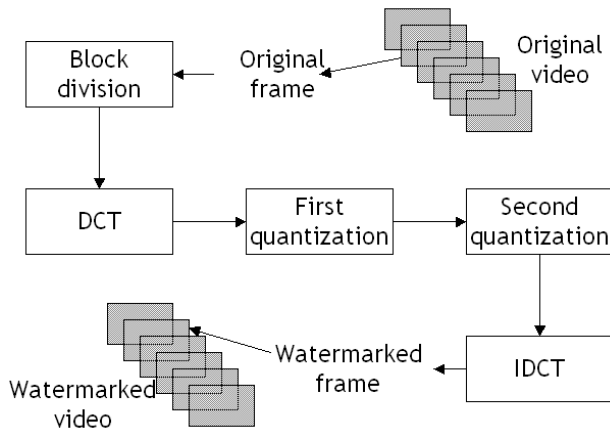 Block
division
Original
frame
Original
video
DCT
First
quantization
Second
quantization
Watermarked
video
Watermarked
frame
IDCT